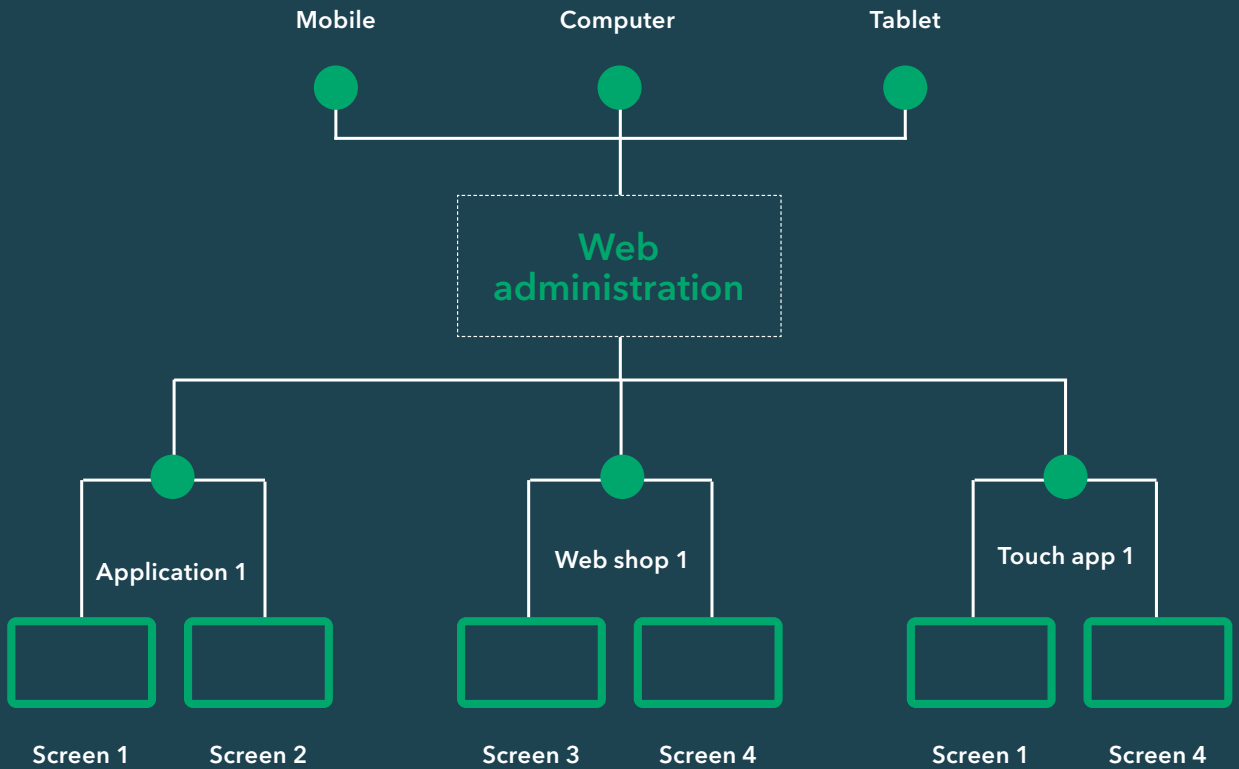 Mobile
Computer
Tablet
Web
administration
Application 1
Web shop 1
Touch app 1
Screen 1
Screen 2
Screen 3
Screen 4
Screen 1
Screen 4